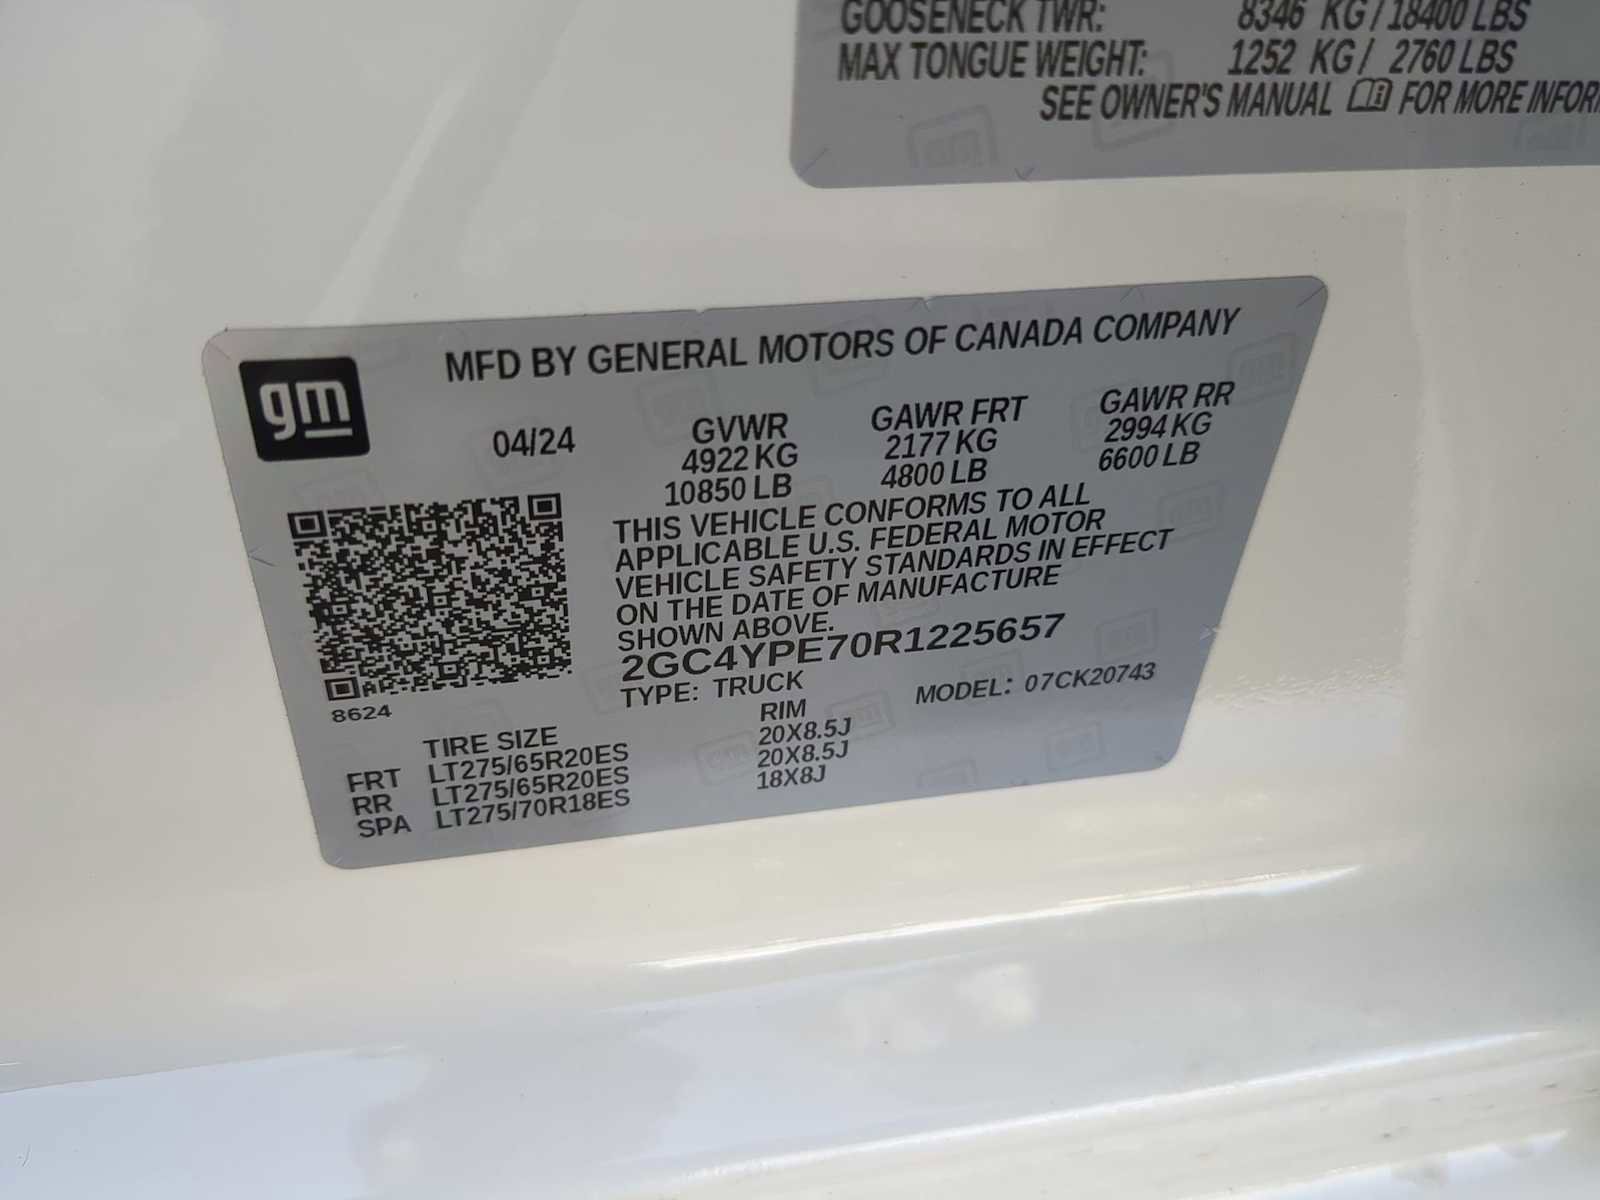 GOOSENECK TWR: 8346 KG / 18400 LBS
MAX TONGUE WEIGHT: 1252 KG / 2760 LBS
SEE OWNER'S MANUAL FOR MORE INFOR
gm
MFD BY GENERAL MOTORS OF CANADA COMPANY
04/24 GVWR GAWR FRT GAWR RR
4922 KG 2177 KG 2994 KG
10850 LB 4800 LB 6600 LB
THIS VEHICLE CONFORMS TO ALL
APPLICABLE U.S. FEDERAL MOTOR
VEHICLE SAFETY STANDARDS IN EFFECT
ON THE DATE OF MANUFACTURE
SHOWN ABOVE.
2GC4YPE70R1225657
TYPE: TRUCK MODEL: 07CK20743
8624
TIRE SIZE RIM
FRT LT275/65R20ES 20X8.5J
RR LT275/65R20ES 20X8.5J
SPA LT275/70R18ES 18X8J